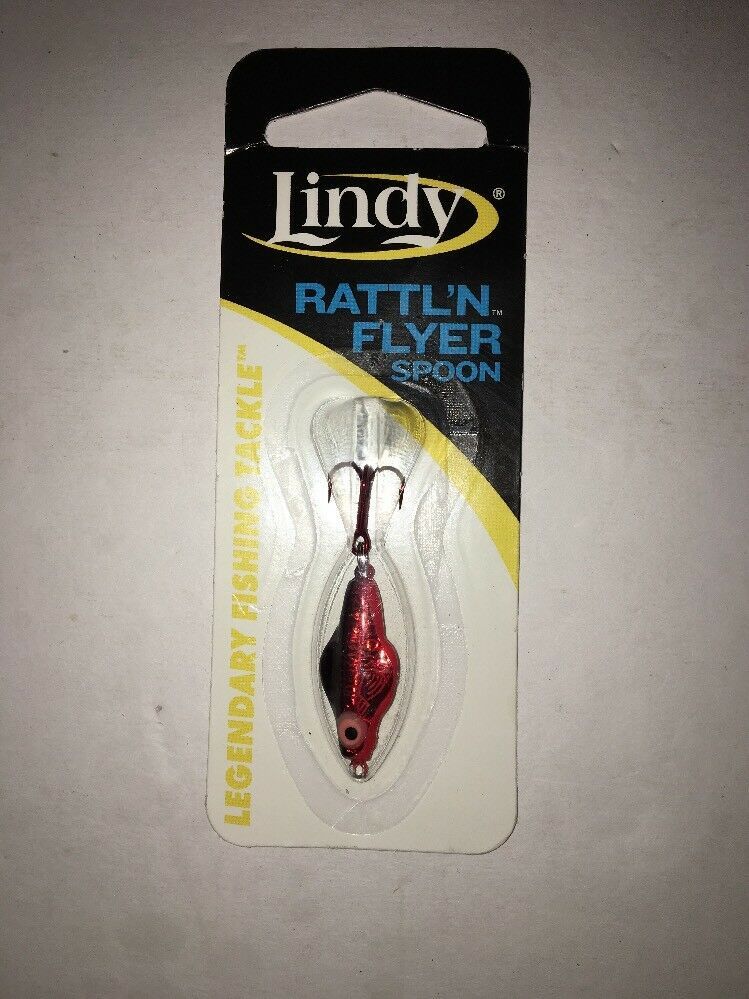 Lindy®
RATTL'N™
FLYER
SPOON
LEGENDARY FISHING TACKLE™